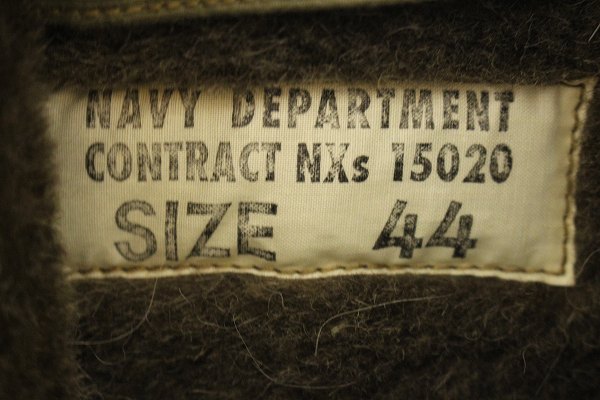 NAVY DEPARTMENT
CONTRACT NXs 15020
SIZE 44